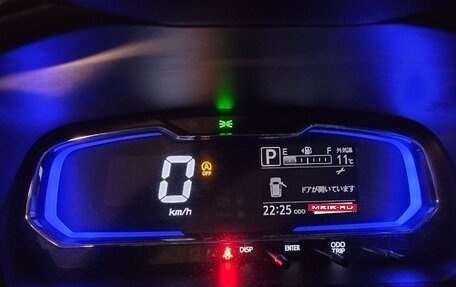 P E F 外気温
11℃
0 A OFF
km/h
ドアが開いています
22:25 ODO
DISP ENTER ODO
TRIP